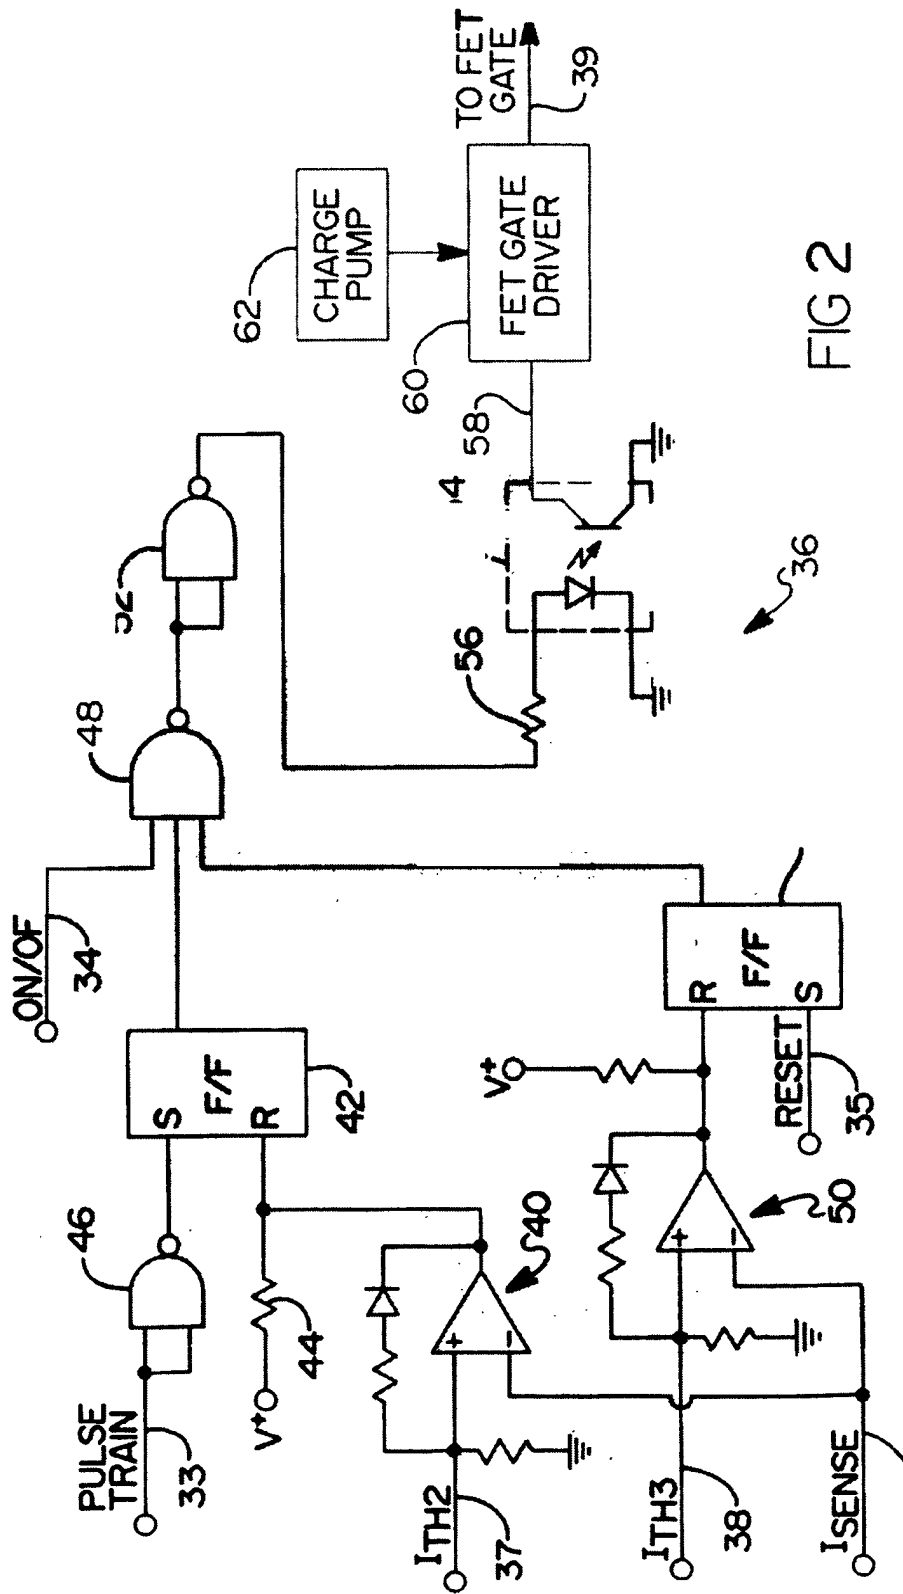 ON/OF
34
PULSE
TRAIN
33
46
S
F/F
R
42
48
V+
44
ITH2
37
+
-
40
ITH3
38
+
-
50
ISENSE
V+
R
F/F
S
RESET
35
56
58
62
CHARGE
PUMP
60
FET GATE
DRIVER
TO FET
GATE
39
36
FIG 2